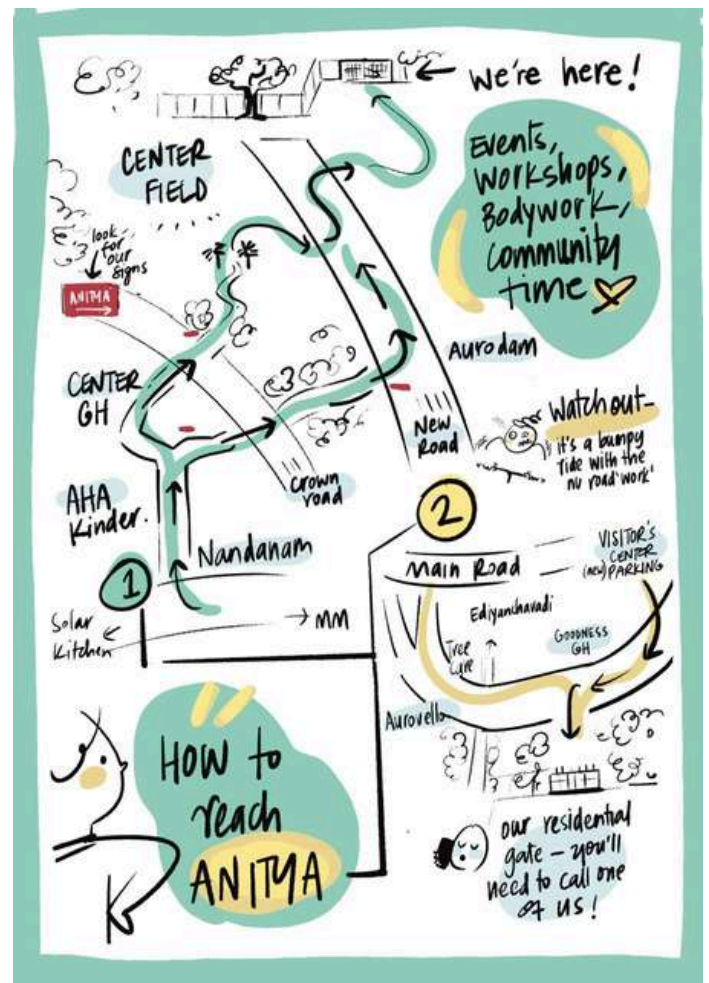 we're here!
Events,
workshops,
Bodywork,
community
time
CENTER
FIELD
look
for
our
signs
ANITYA
CENTER
GH
Aurodam
New
Road
Watch out-
it's a bumpy
ride with the
nu road 'work'
Crown
road
AHA
Kinder.
Nandanam
1
Solar
Kitchen
MM
2
Main Road
VISITOR'S
CENTER
(new) PARKING
Ediyanchavadi
GOODNESS
GH
Tree
Care
Aurovelo
HOW to
reach
ANITYA
our residential
gate – you'll
need to call one
of us!